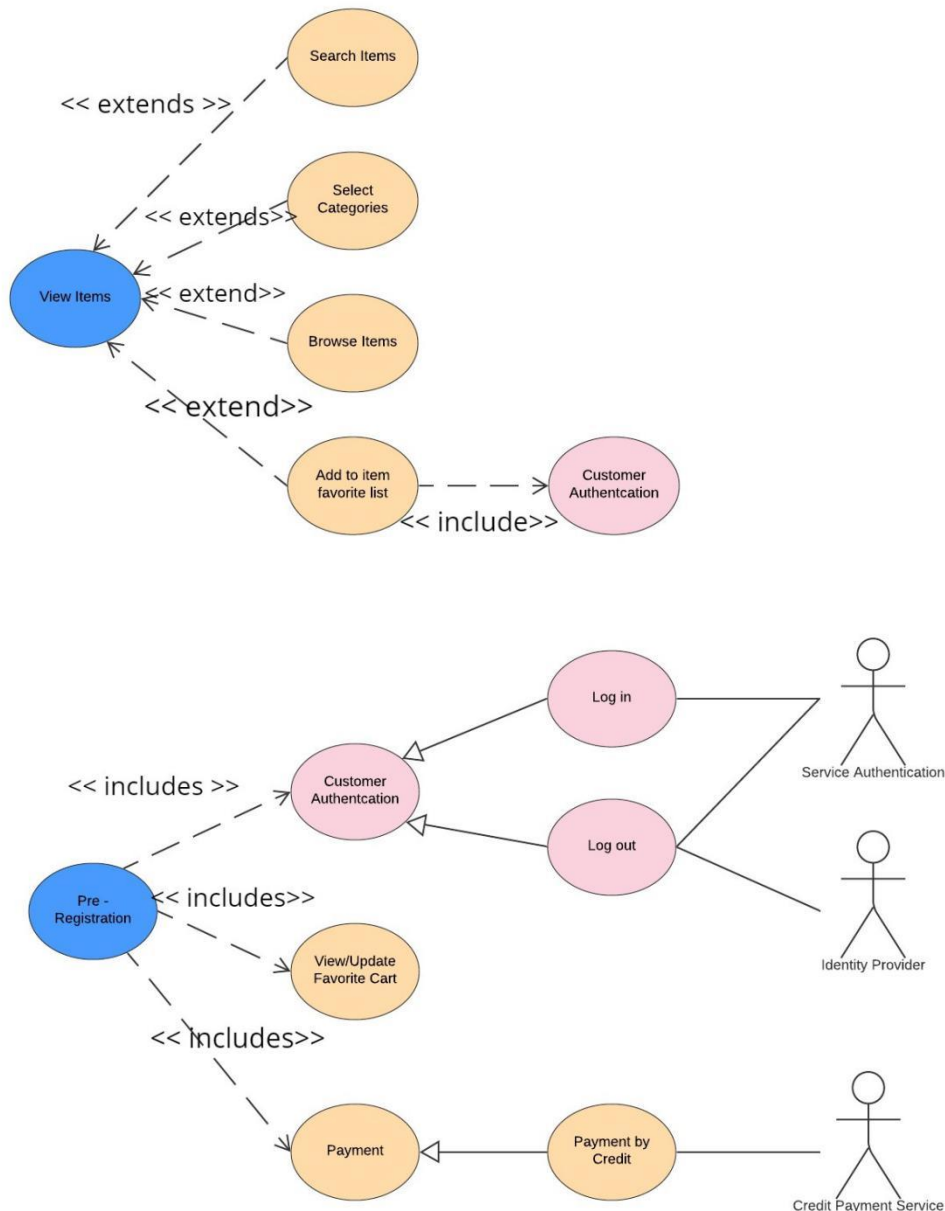 Search Items
<< extends >>
Select
Categories
<< extends>>
View Items
<< extend>>
Browse Items
<< extend>>
Add to item
favorite list
Customer
Authentcation
<< include>>
Log in
Service Authentication
<< includes >>
Customer
Authentcation
Log out
Pre -
Registration
<< includes>>
View/Update
Favorite Cart
Identity Provider
<< includes>>
Payment
Payment by
Credit
Credit Payment Service